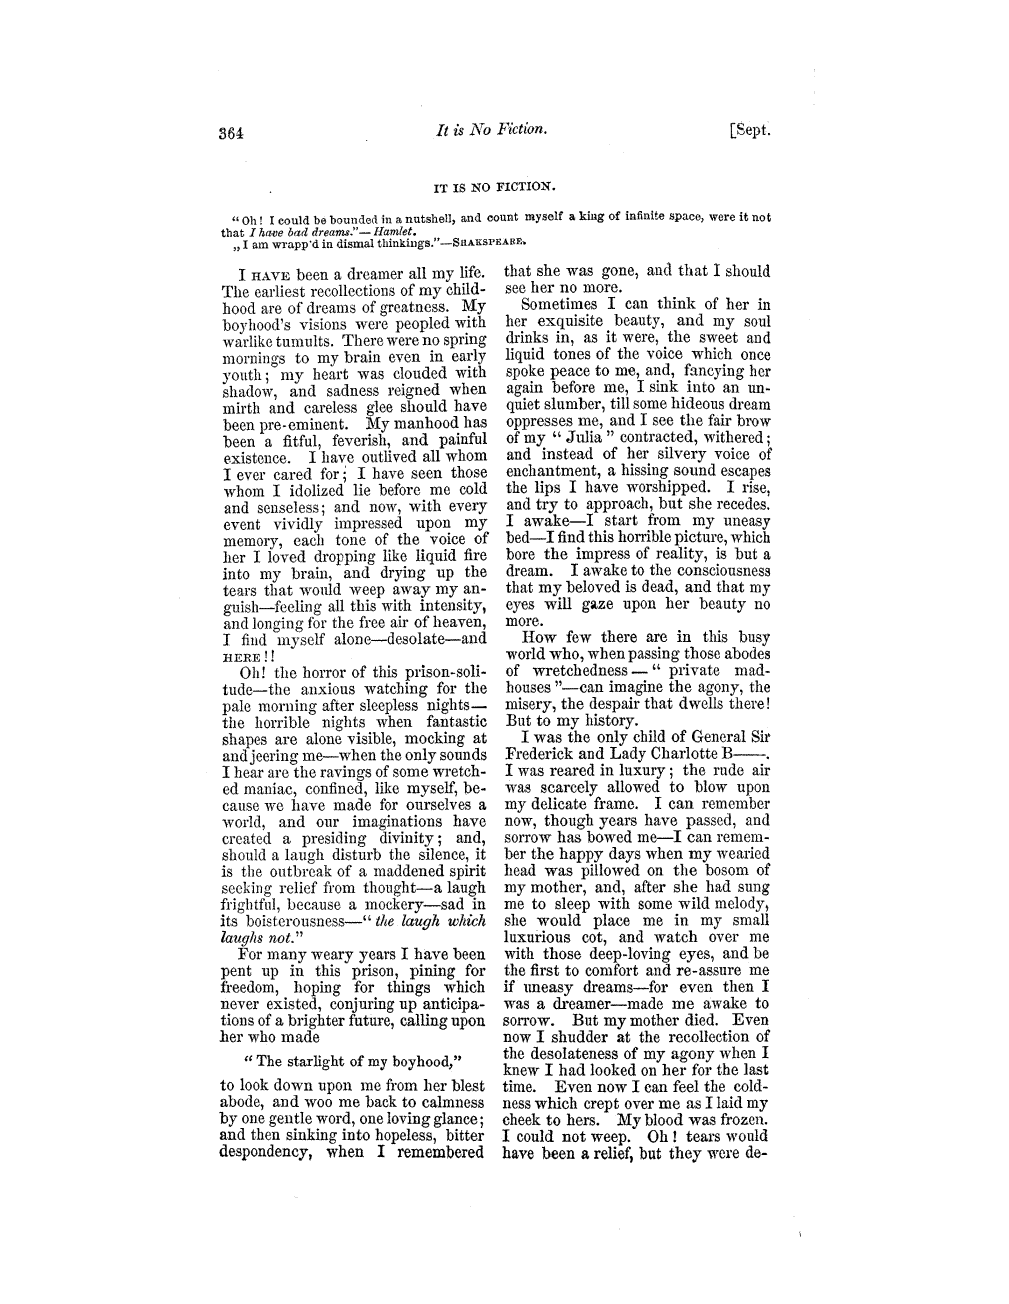 364
It is No Fiction.
[Sept.
IT IS NO FICTION.
“Oh! I could be bounded in a nutshell, and count myself a king of infinite space, were it not
that I have bad dreams.”—Hamlet.
„I am wrapp'd in dismal thinkings.”—SHAKSPEARE.
I HAVE been a dreamer all my life.
The earliest recollections of my child-
hood are of dreams of greatness. My
boyhood's visions were peopled with
warlike tumults. There were no spring
mornings to my brain even in early
youth; my heart was clouded with
shadow, and sadness reigned when
mirth and careless glee should have
been pre-eminent. My manhood has
been a fitful, feverish, and painful
existence. I have outlived all whom
I ever cared for; I have seen those
whom I idolized lie before me cold
and senseless; and now, with every
event vividly impressed upon my
memory, each tone of the voice of
her I loved dropping like liquid fire
into my brain, and drying up the
tears that would weep away my an-
guish—feeling all this with intensity,
and longing for the free air of heaven,
I find myself alone—desolate—and
HERE!!
Oh! the horror of this prison-soli-
tude—the anxious watching for the
pale morning after sleepless nights—
the horrible nights when fantastic
shapes are alone visible, mocking at
and jeering me—when the only sounds
I hear are the ravings of some wretch-
ed maniac, confined, like myself, be-
cause we have made for ourselves a
world, and our imaginations have
created a presiding divinity; and,
should a laugh disturb the silence, it
is the outbreak of a maddened spirit
seeking relief from thought—a laugh
frightful, because a mockery—sad in
its boisterousness—“the laugh which
laughs not.”
For many weary years I have been
pent up in this prison, pining for
freedom, hoping for things which
never existed, conjuring up anticipa-
tions of a brighter future, calling upon
her who made
“The starlight of my boyhood,”
to look down upon me from her blest
abode, and woo me back to calmness
by one gentle word, one loving glance;
and then sinking into hopeless, bitter
despondency, when I remembered
that she was gone, and that I should
see her no more.
Sometimes I can think of her in
her exquisite beauty, and my soul
drinks in, as it were, the sweet and
liquid tones of the voice which once
spoke peace to me, and, fancying her
again before me, I sink into an un-
quiet slumber, till some hideous dream
oppresses me, and I see the fair brow
of my “Julia” contracted, withered;
and instead of her silvery voice of
enchantment, a hissing sound escapes
the lips I have worshipped. I rise,
and try to approach, but she recedes.
I awake—I start from my uneasy
bed—I find this horrible picture, which
bore the impress of reality, is but a
dream. I awake to the consciousness
that my beloved is dead, and that my
eyes will gaze upon her beauty no
more.
How few there are in this busy
world who, when passing those abodes
of wretchedness—“private mad-
houses”—can imagine the agony, the
misery, the despair that dwells there!
But to my history.
I was the only child of General Sir
Frederick and Lady Charlotte B——.
I was reared in luxury; the rude air
was scarcely allowed to blow upon
my delicate frame. I can remember
now, though years have passed, and
sorrow has bowed me—I can remem-
ber the happy days when my wearied
head was pillowed on the bosom of
my mother, and, after she had sung
me to sleep with some wild melody,
she would place me in my small
luxurious cot, and watch over me
with those deep-loving eyes, and be
the first to comfort and re-assure me
if uneasy dreams—for even then I
was a dreamer—made me awake to
sorrow. But my mother died. Even
now I shudder at the recollection of
the desolateness of my agony when I
knew I had looked on her for the last
time. Even now I can feel the cold-
ness which crept over me as I laid my
cheek to hers. My blood was frozen.
I could not weep. Oh! tears would
have been a relief, but they were de-